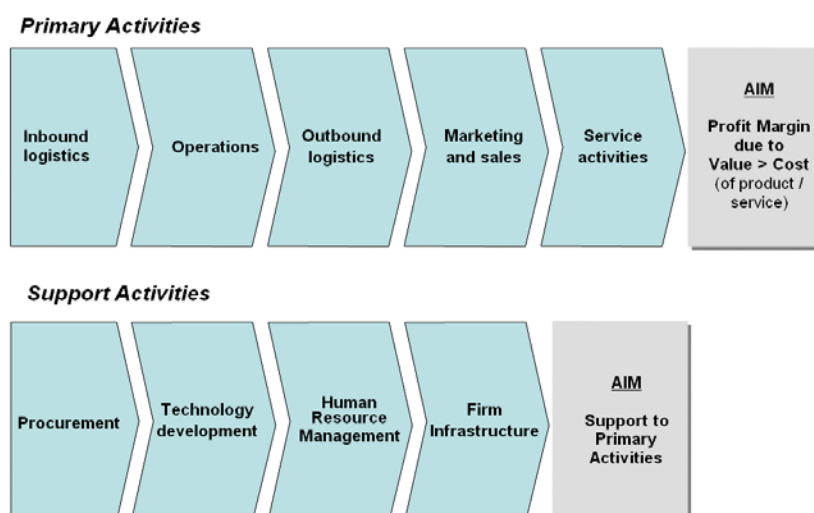 Primary Activities
Inbound
logistics
Operations
Outbound
logistics
Marketing
and sales
Service
activities
AIM
Profit Margin
due to
Value > Cost
(of product /
service)
Support Activities
Procurement
Technology
development
Human
Resource
Management
Firm
Infrastructure
AIM
Support to
Primary
Activities